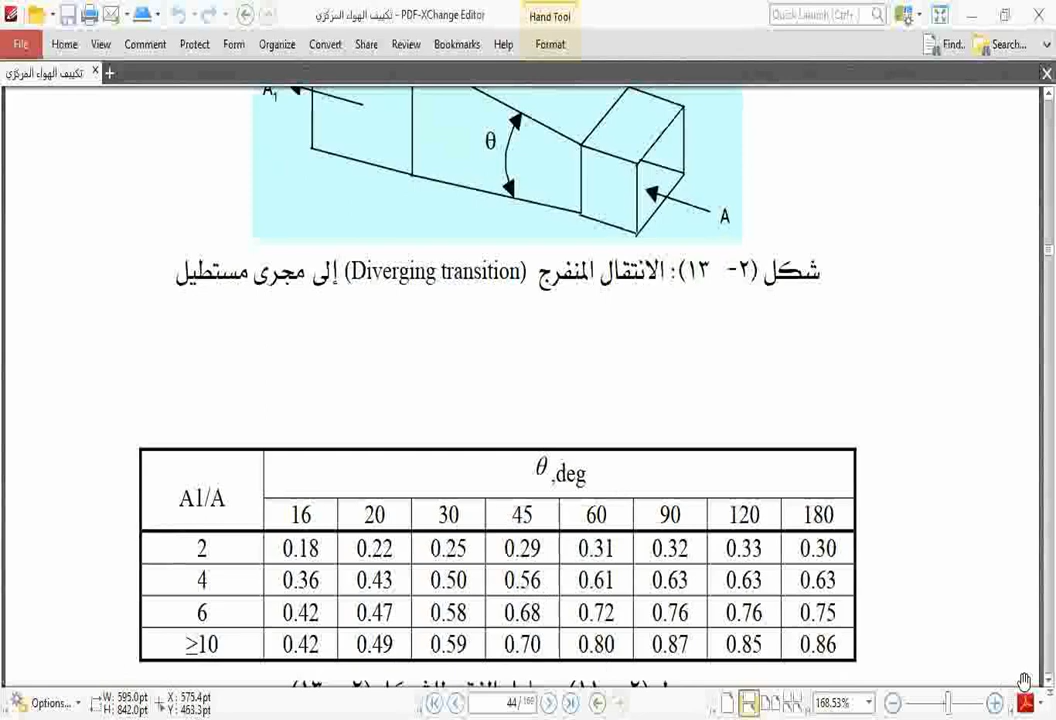 تكييف الهواء المركزي - PDF-XChange Editor
Hand Tool
Quick Launch (Ctrl+
File Home View Comment Protect Form Organize Convert Share Review Bookmarks Help Format
Find.. Search...
تكييف الهواء المركزي × +
A1
θ
A
شكل (٢- ١٣): الانتقال المنفرج (Diverging transition) إلى مجرى مستطيل
A1/A θ ,deg
16 20 30 45 60 90 120 180
2 0.18 0.22 0.25 0.29 0.31 0.32 0.33 0.30
4 0.36 0.43 0.50 0.56 0.61 0.63 0.63 0.63
6 0.42 0.47 0.58 0.68 0.72 0.76 0.76 0.75
≥10 0.42 0.49 0.59 0.70 0.80 0.87 0.85 0.86
Options... W: 595.0pt X: 575.4pt
H: 842.0pt Y: 463.3pt
44 / 169
168.53%